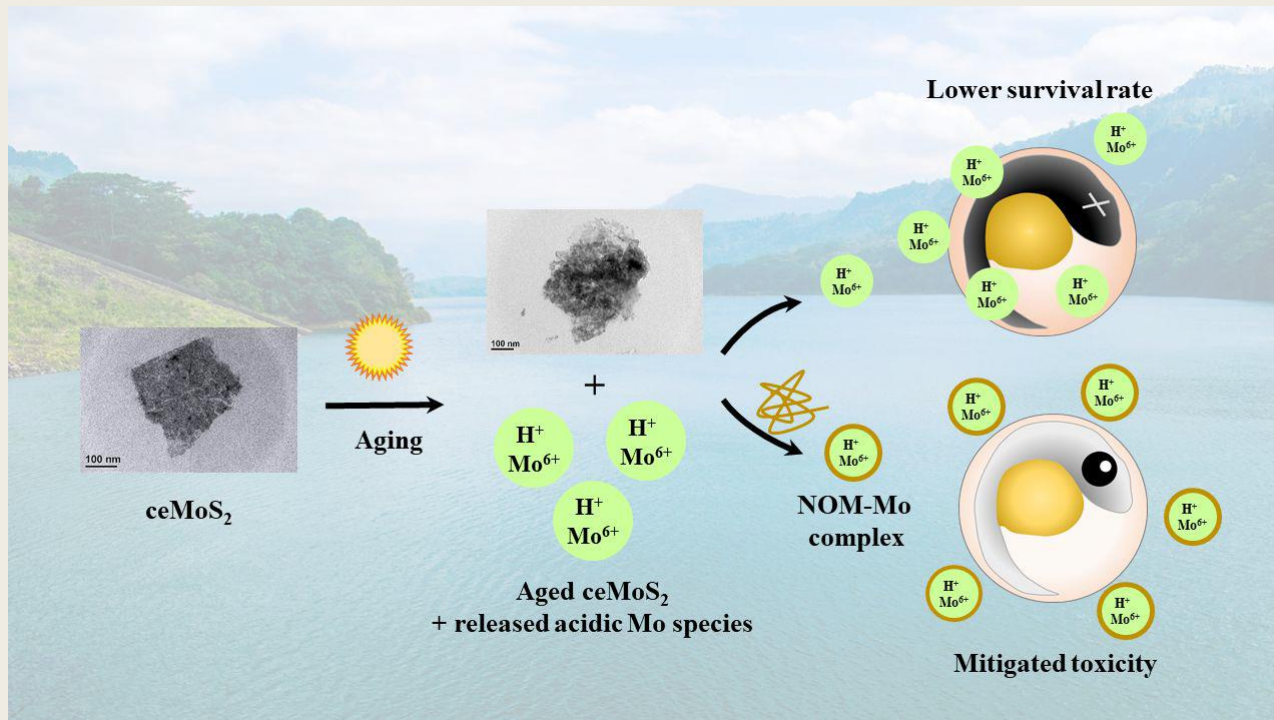 100 nm
ceMoS₂
Aging
100 nm
+
H⁺
Mo⁶⁺
H⁺
Mo⁶⁺
H⁺
Mo⁶⁺
Aged ceMoS₂
+ released acidic Mo species
H⁺
Mo⁶⁺
Lower survival rate
H⁺
Mo⁶⁺
H⁺
Mo⁶⁺
H⁺
Mo⁶⁺
H⁺
Mo⁶⁺
H⁺
Mo⁶⁺
H⁺
Mo⁶⁺
NOM-Mo
complex
H⁺
Mo⁶⁺
H⁺
Mo⁶⁺
H⁺
Mo⁶⁺
H⁺
Mo⁶⁺
H⁺
Mo⁶⁺
Mitigated toxicity